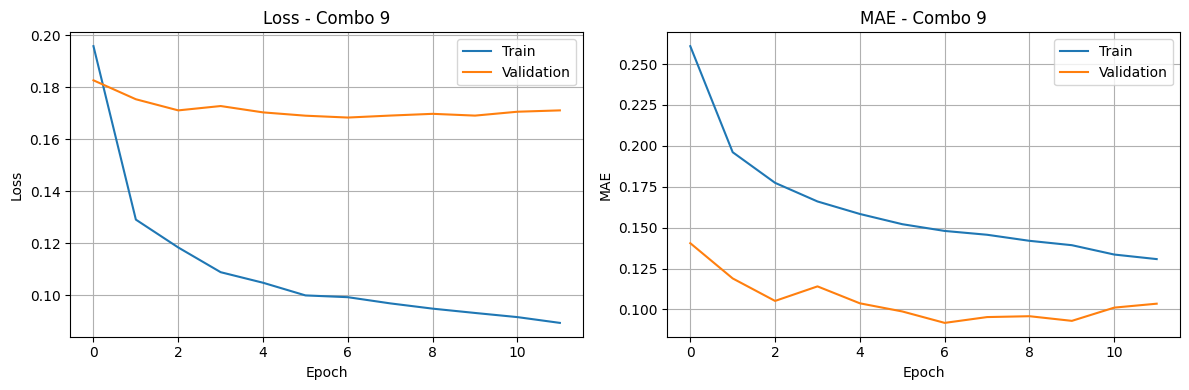 Loss - Combo 9
0.20
0.18
0.16
0.14
0.12
0.10
Loss
0 2 4 6 8 10
Epoch
Train
Validation
MAE - Combo 9
0.250
0.225
0.200
0.175
0.150
0.125
0.100
MAE
0 2 4 6 8 10
Epoch
Train
Validation